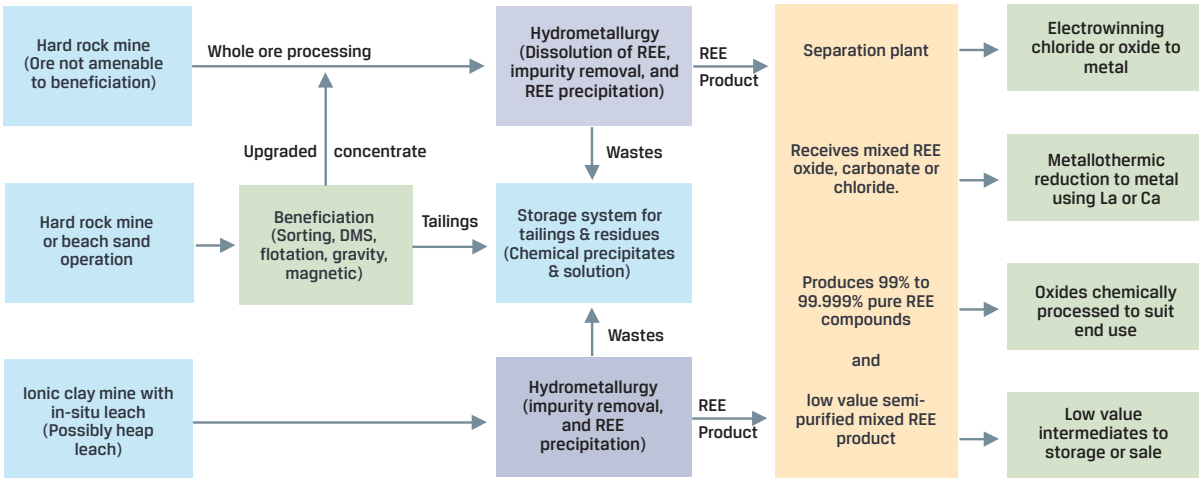 Hard rock mine
(Ore not amenable
to beneficiation)
Whole ore processing
Hydrometallurgy
(Dissolution of REE,
impurity removal, and
REE precipitation)
REE
Product
Separation plant
Electrowinning
chloride or oxide to
metal
Upgraded concentrate
Wastes
Receives mixed REE
oxide, carbonate or
chloride.
Metallothermic
reduction to metal
using La or Ca
Hard rock mine
or beach sand
operation
Beneficiation
(Sorting, DMS,
flotation, gravity,
magnetic)
Tailings
Storage system for
tailings & residues
(Chemical precipitates
& solution)
Produces 99% to
99.999% pure REE
compounds
Oxides chemically
processed to suit
end use
Wastes
and
Ionic clay mine with
in-situ leach
(Possibly heap
leach)
Hydrometallurgy
(impurity removal,
and REE
precipitation)
REE
Product
low value semi-
purified mixed REE
product
Low value
intermediates to
storage or sale